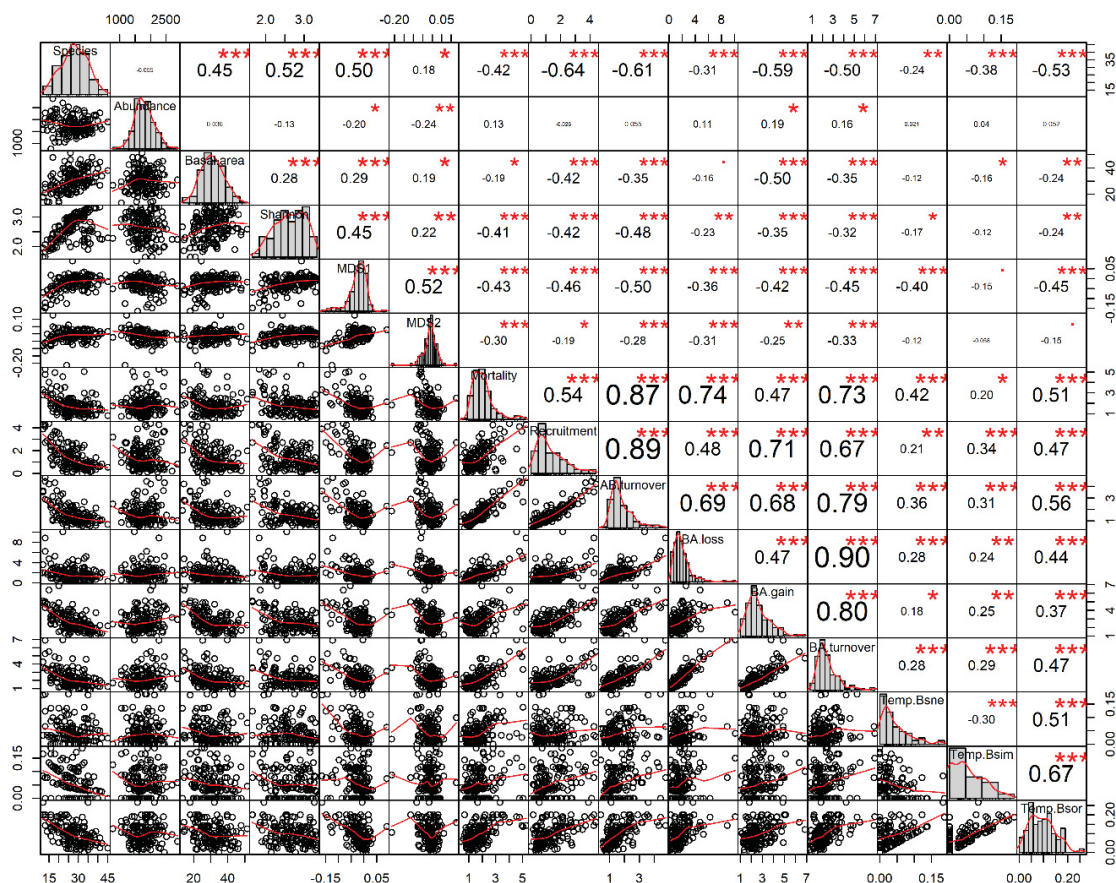 1000 2500 2.0 3.0 -0.20 0.05 0 2 4 0 4 8 1 3 5 7 0.00 0.15
Species 0.45 *** 0.52 *** 0.50 *** 0.18 * -0.42 *** -0.64 *** -0.61 *** -0.31 *** -0.59 *** -0.50 *** -0.24 ** -0.38 *** -0.53 *** 15 35
1000 Abundance -0.13 -0.20 * -0.24 ** 0.13 0.11 0.19 * 0.16 * 0.04
Basal.area 0.28 *** 0.29 *** 0.19 * -0.19 * -0.42 *** -0.35 *** -0.16 . -0.50 *** -0.35 *** -0.12 -0.16 * -0.24 ** 20 40
2.0 3.0 Shannon 0.45 *** 0.22 ** -0.41 *** -0.42 *** -0.48 *** -0.23 ** -0.35 *** -0.32 *** -0.17 * -0.12 -0.24 **
MDS1 0.52 *** -0.43 *** -0.46 *** -0.50 *** -0.36 *** -0.42 *** -0.45 *** -0.40 *** -0.15 . -0.45 *** -0.15 0.05
-0.20 0.10 MDS2 -0.30 *** -0.19 * -0.28 *** -0.31 *** -0.25 ** -0.33 *** -0.12 -0.15 .
Mortality 0.54 *** 0.87 *** 0.74 *** 0.47 *** 0.73 *** 0.42 *** 0.20 * 0.51 *** 1 3 5
0 2 4 Recruitment 0.89 *** 0.48 *** 0.71 *** 0.67 *** 0.21 ** 0.34 *** 0.47 ***
AB.turnover 0.69 *** 0.68 *** 0.79 *** 0.36 *** 0.31 *** 0.56 *** 1 3
0 4 8 BA.loss 0.47 *** 0.90 *** 0.28 *** 0.24 ** 0.44 ***
BA.gain 0.80 *** 0.18 * 0.25 ** 0.37 *** 1 4 7
1 4 7 BA.turnover 0.28 *** 0.29 *** 0.47 ***
Temp.Bsne -0.30 *** 0.51 *** 0.00 0.15
0.00 0.15 Temp.Bsim 0.67 ***
Temp.Bsor 0.00 0.20
15 30 45 20 40 -0.15 0.05 1 3 5 1 3 1 3 5 7 0.00 0.15 0.00 0.20